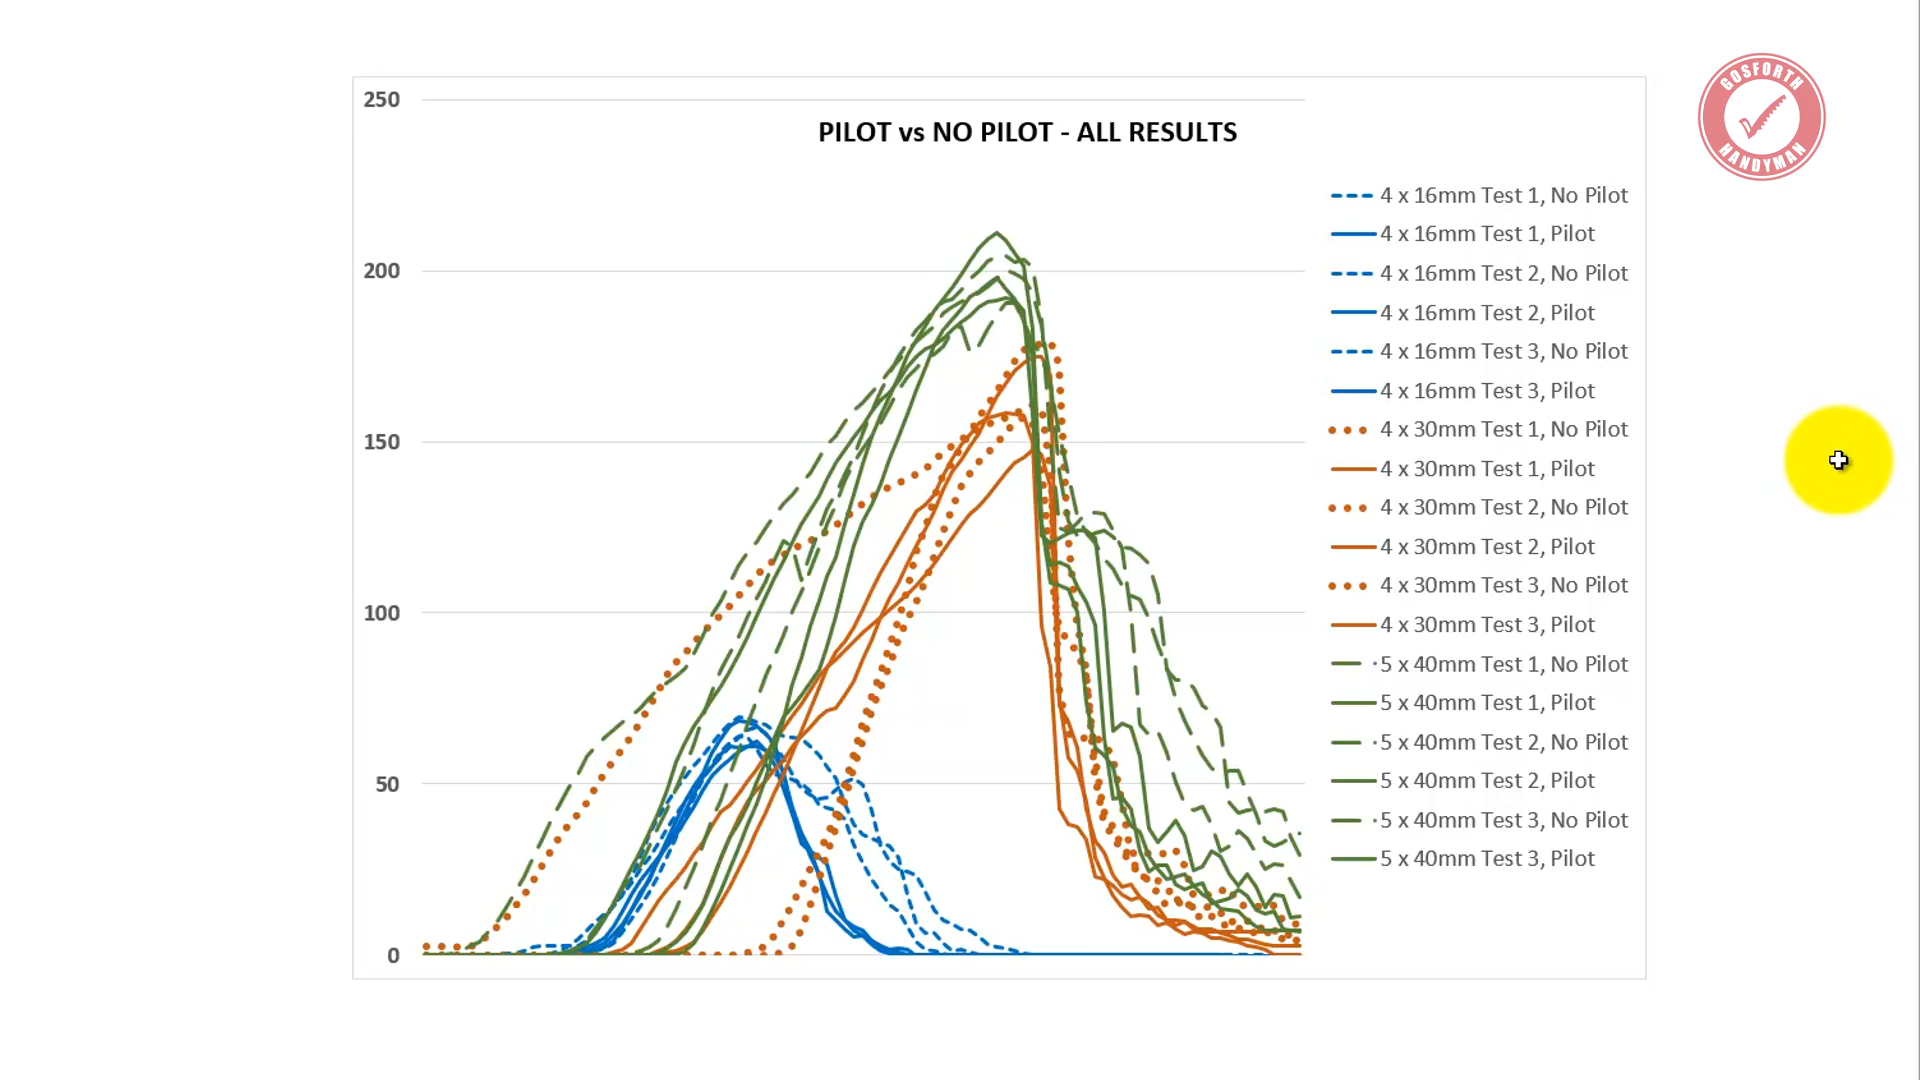 GOSFORTH
HANDYMAN
PILOT vs NO PILOT - ALL RESULTS
250
200
150
100
50
0
4 x 16mm Test 1, No Pilot
4 x 16mm Test 1, Pilot
4 x 16mm Test 2, No Pilot
4 x 16mm Test 2, Pilot
4 x 16mm Test 3, No Pilot
4 x 16mm Test 3, Pilot
4 x 30mm Test 1, No Pilot
4 x 30mm Test 1, Pilot
4 x 30mm Test 2, No Pilot
4 x 30mm Test 2, Pilot
4 x 30mm Test 3, No Pilot
4 x 30mm Test 3, Pilot
5 x 40mm Test 1, No Pilot
5 x 40mm Test 1, Pilot
5 x 40mm Test 2, No Pilot
5 x 40mm Test 2, Pilot
5 x 40mm Test 3, No Pilot
5 x 40mm Test 3, Pilot